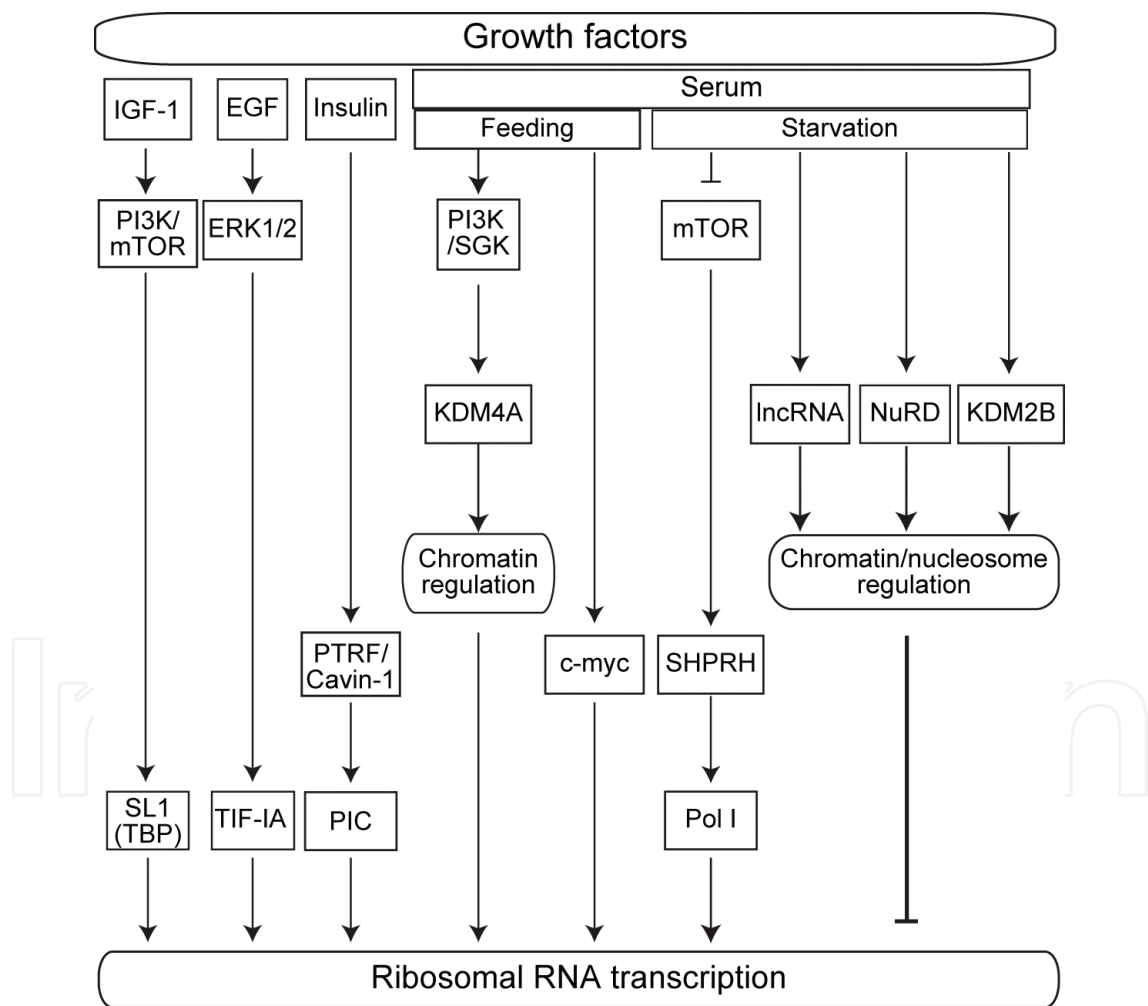 Growth factors
IGF-1
EGF
Insulin
Serum
Feeding
Starvation
PI3K/
mTOR
ERK1/2
PI3K
/SGK
mTOR
KDM4A
lncRNA
NuRD
KDM2B
Chromatin
regulation
Chromatin/nucleosome
regulation
PTRF/
Cavin-1
c-myc
SHPRH
SL1
(TBP)
TIF-IA
PIC
Pol I
Ribosomal RNA transcription